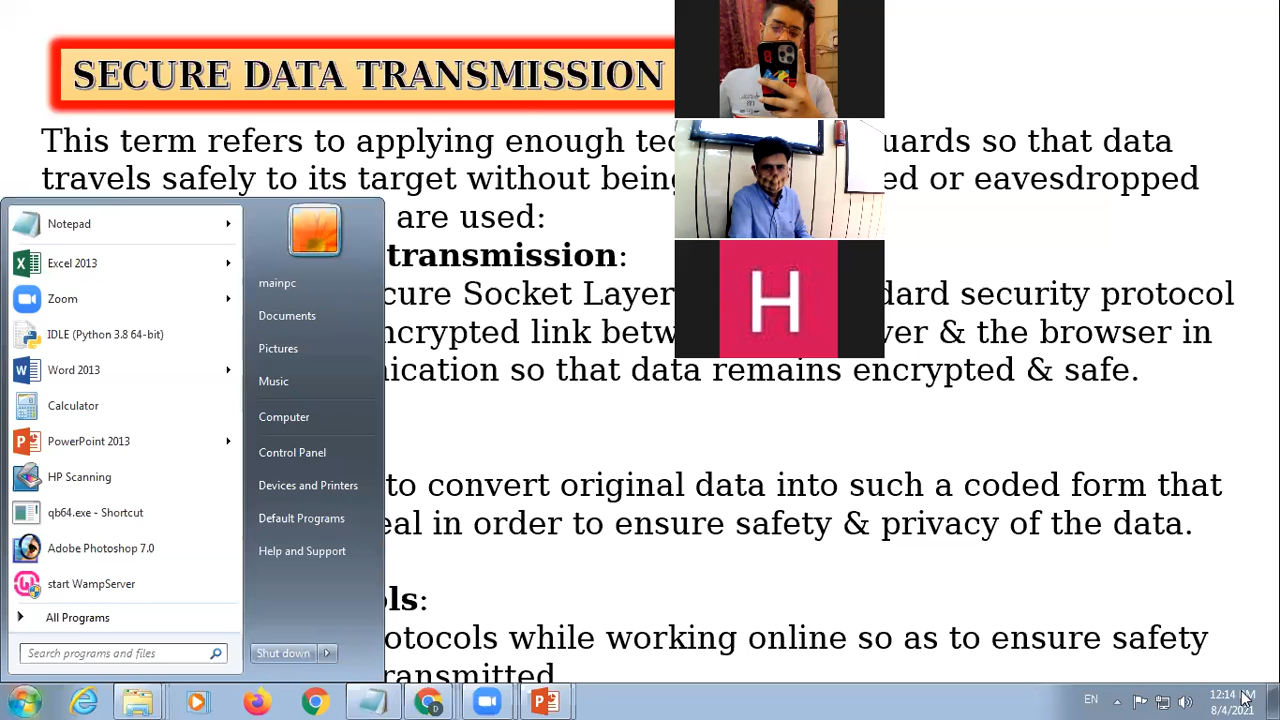 SECURE DATA TRANSMISSION
This term refers to applying enough uards so that data
travels safely to its target without being ed or eavesdropped
are used:
transmission:
cure Socket Layer dard security protocol
ncrypted link ver & the browser in
ication so that data remains encrypted & safe.
to convert original data into such a coded form that
eal in order to ensure safety & privacy of the data.
ls:
otocols while working online so as to ensure safety
ransmitted
H
Notepad
Excel 2013
Zoom
IDLE (Python 3.8 64-bit)
Word 2013
Calculator
PowerPoint 2013
HP Scanning
qb64.exe - Shortcut
Adobe Photoshop 7.0
start WampServer
All Programs
Search programs and files
mainpc
Documents
Pictures
Music
Computer
Control Panel
Devices and Printers
Default Programs
Help and Support
Shut down
EN
12:14
8/4/2021